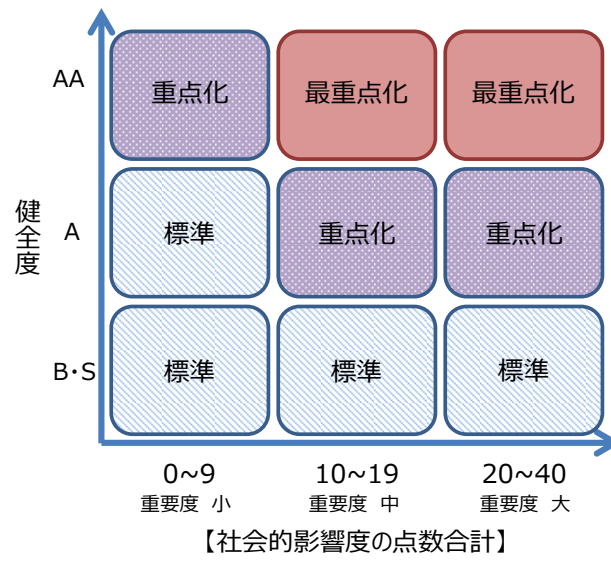 AA
重点化
最重点化
最重点化
健全度
A
標準
重点化
重点化
B・S
標準
標準
標準
0~9
10~19
20~40
重要度 小
重要度 中
重要度 大
【社会的影響度の点数合計】